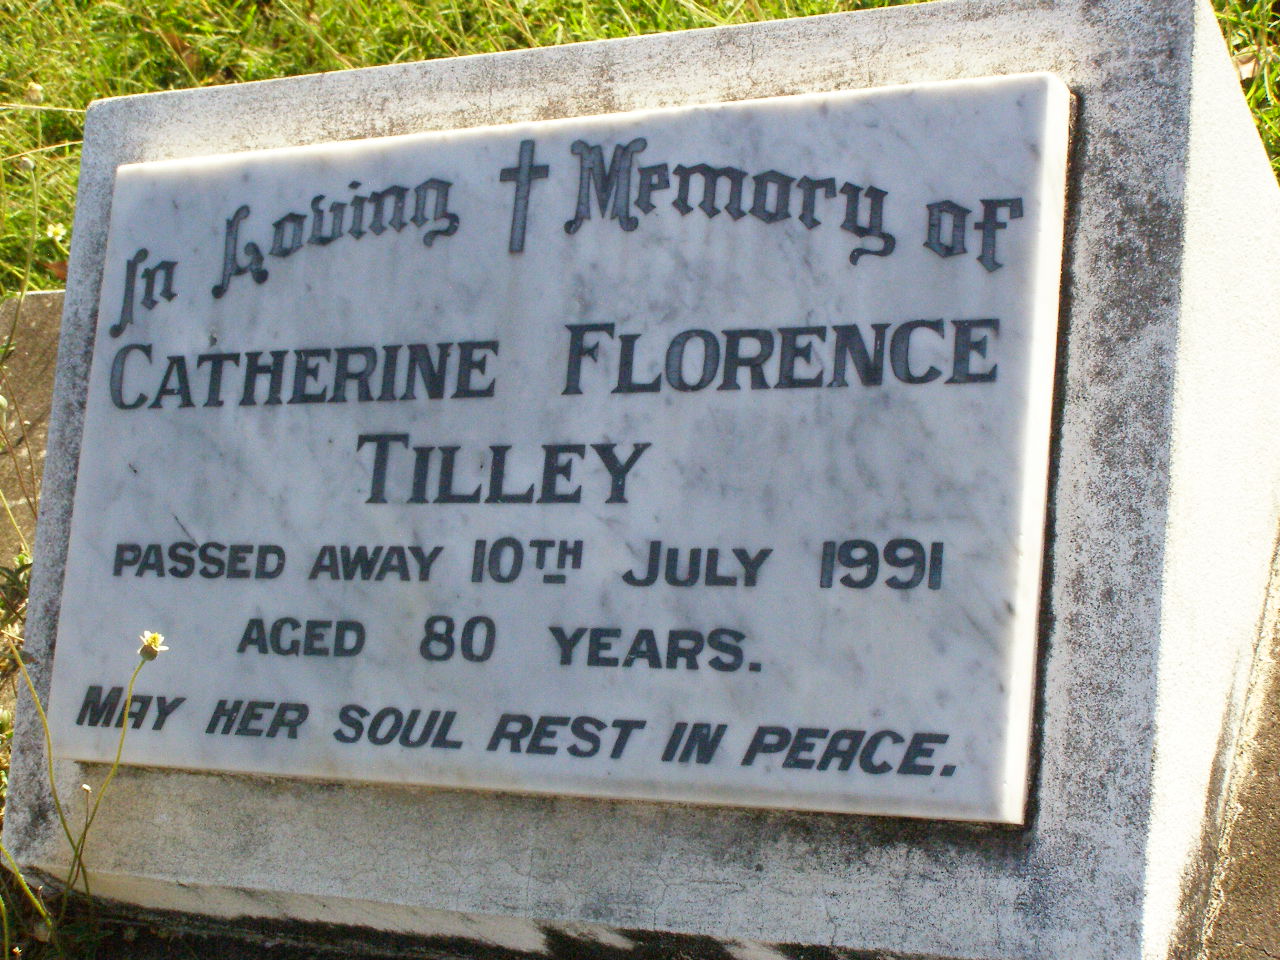 In Loving Memory of
CATHERINE FLORENCE
TILLEY
PASSED AWAY 10TH JULY 1991
AGED 80 YEARS.
MAY HER SOUL REST IN PEACE.